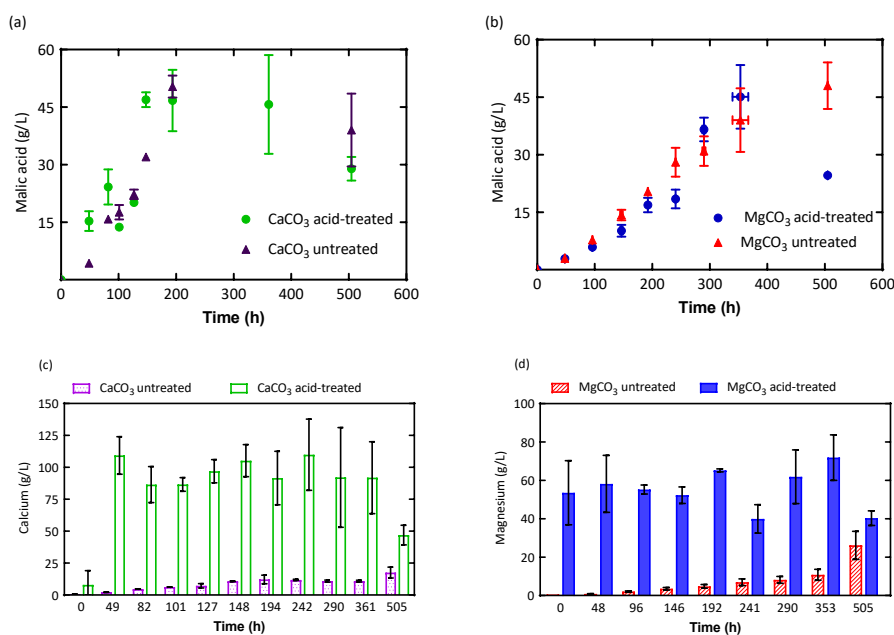 (a)
Malic acid (g/L)
60
45
30
15
0
100
200
300
400
500
600
CaCO₃ acid-treated
CaCO₃ untreated
Time (h)
(b)
Malic acid (g/L)
60
45
30
15
0
100
200
300
400
500
600
MgCO₃ acid-treated
MgCO₃ untreated
Time (h)
(c)
CaCO₃ untreated
CaCO₃ acid-treated
Calcium (g/L)
150
125
100
75
50
25
0
0 49 82 101 127 148 194 242 290 361 505
Time (h)
(d)
MgCO₃ untreated
MgCO₃ acid-treated
Magnesium (g/L)
100
80
60
40
20
0
0 48 96 146 192 241 290 353 505
Time (h)